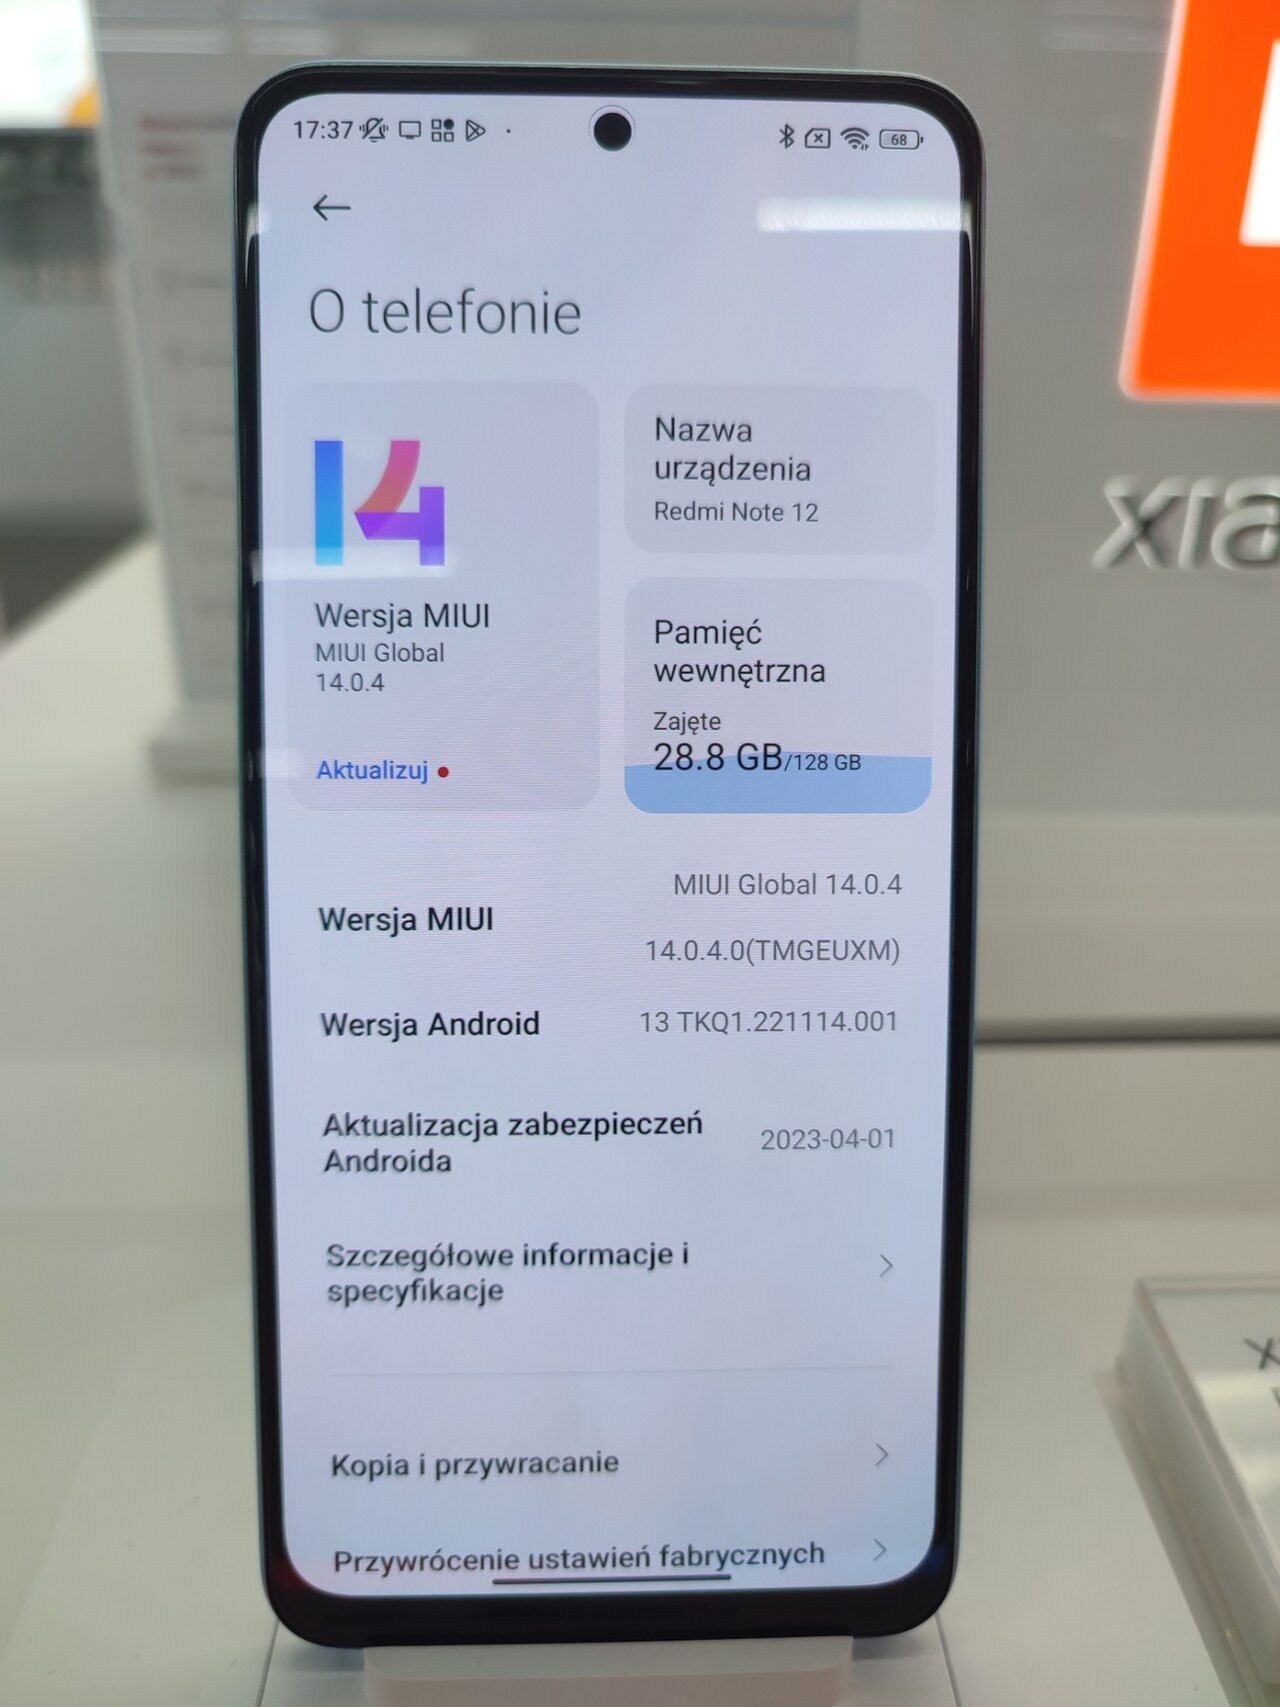 17:37
68
O telefonie
14
Wersja MIUI
MIUI Global
14.0.4
Aktualizuj
Nazwa
urządzenia
Redmi Note 12
Pamięć
wewnętrzna
Zajęte
28.8 GB/128 GB
Wersja MIUI
MIUI Global 14.0.4
14.0.4.0(TMGEUXM)
Wersja Android
13 TKQ1.221114.001
Aktualizacja zabezpieczeń
Androida
2023-04-01
Szczegółowe informacje i
specyfikacje
Kopia i przywracanie
Przywrócenie ustawień fabrycznych
xia